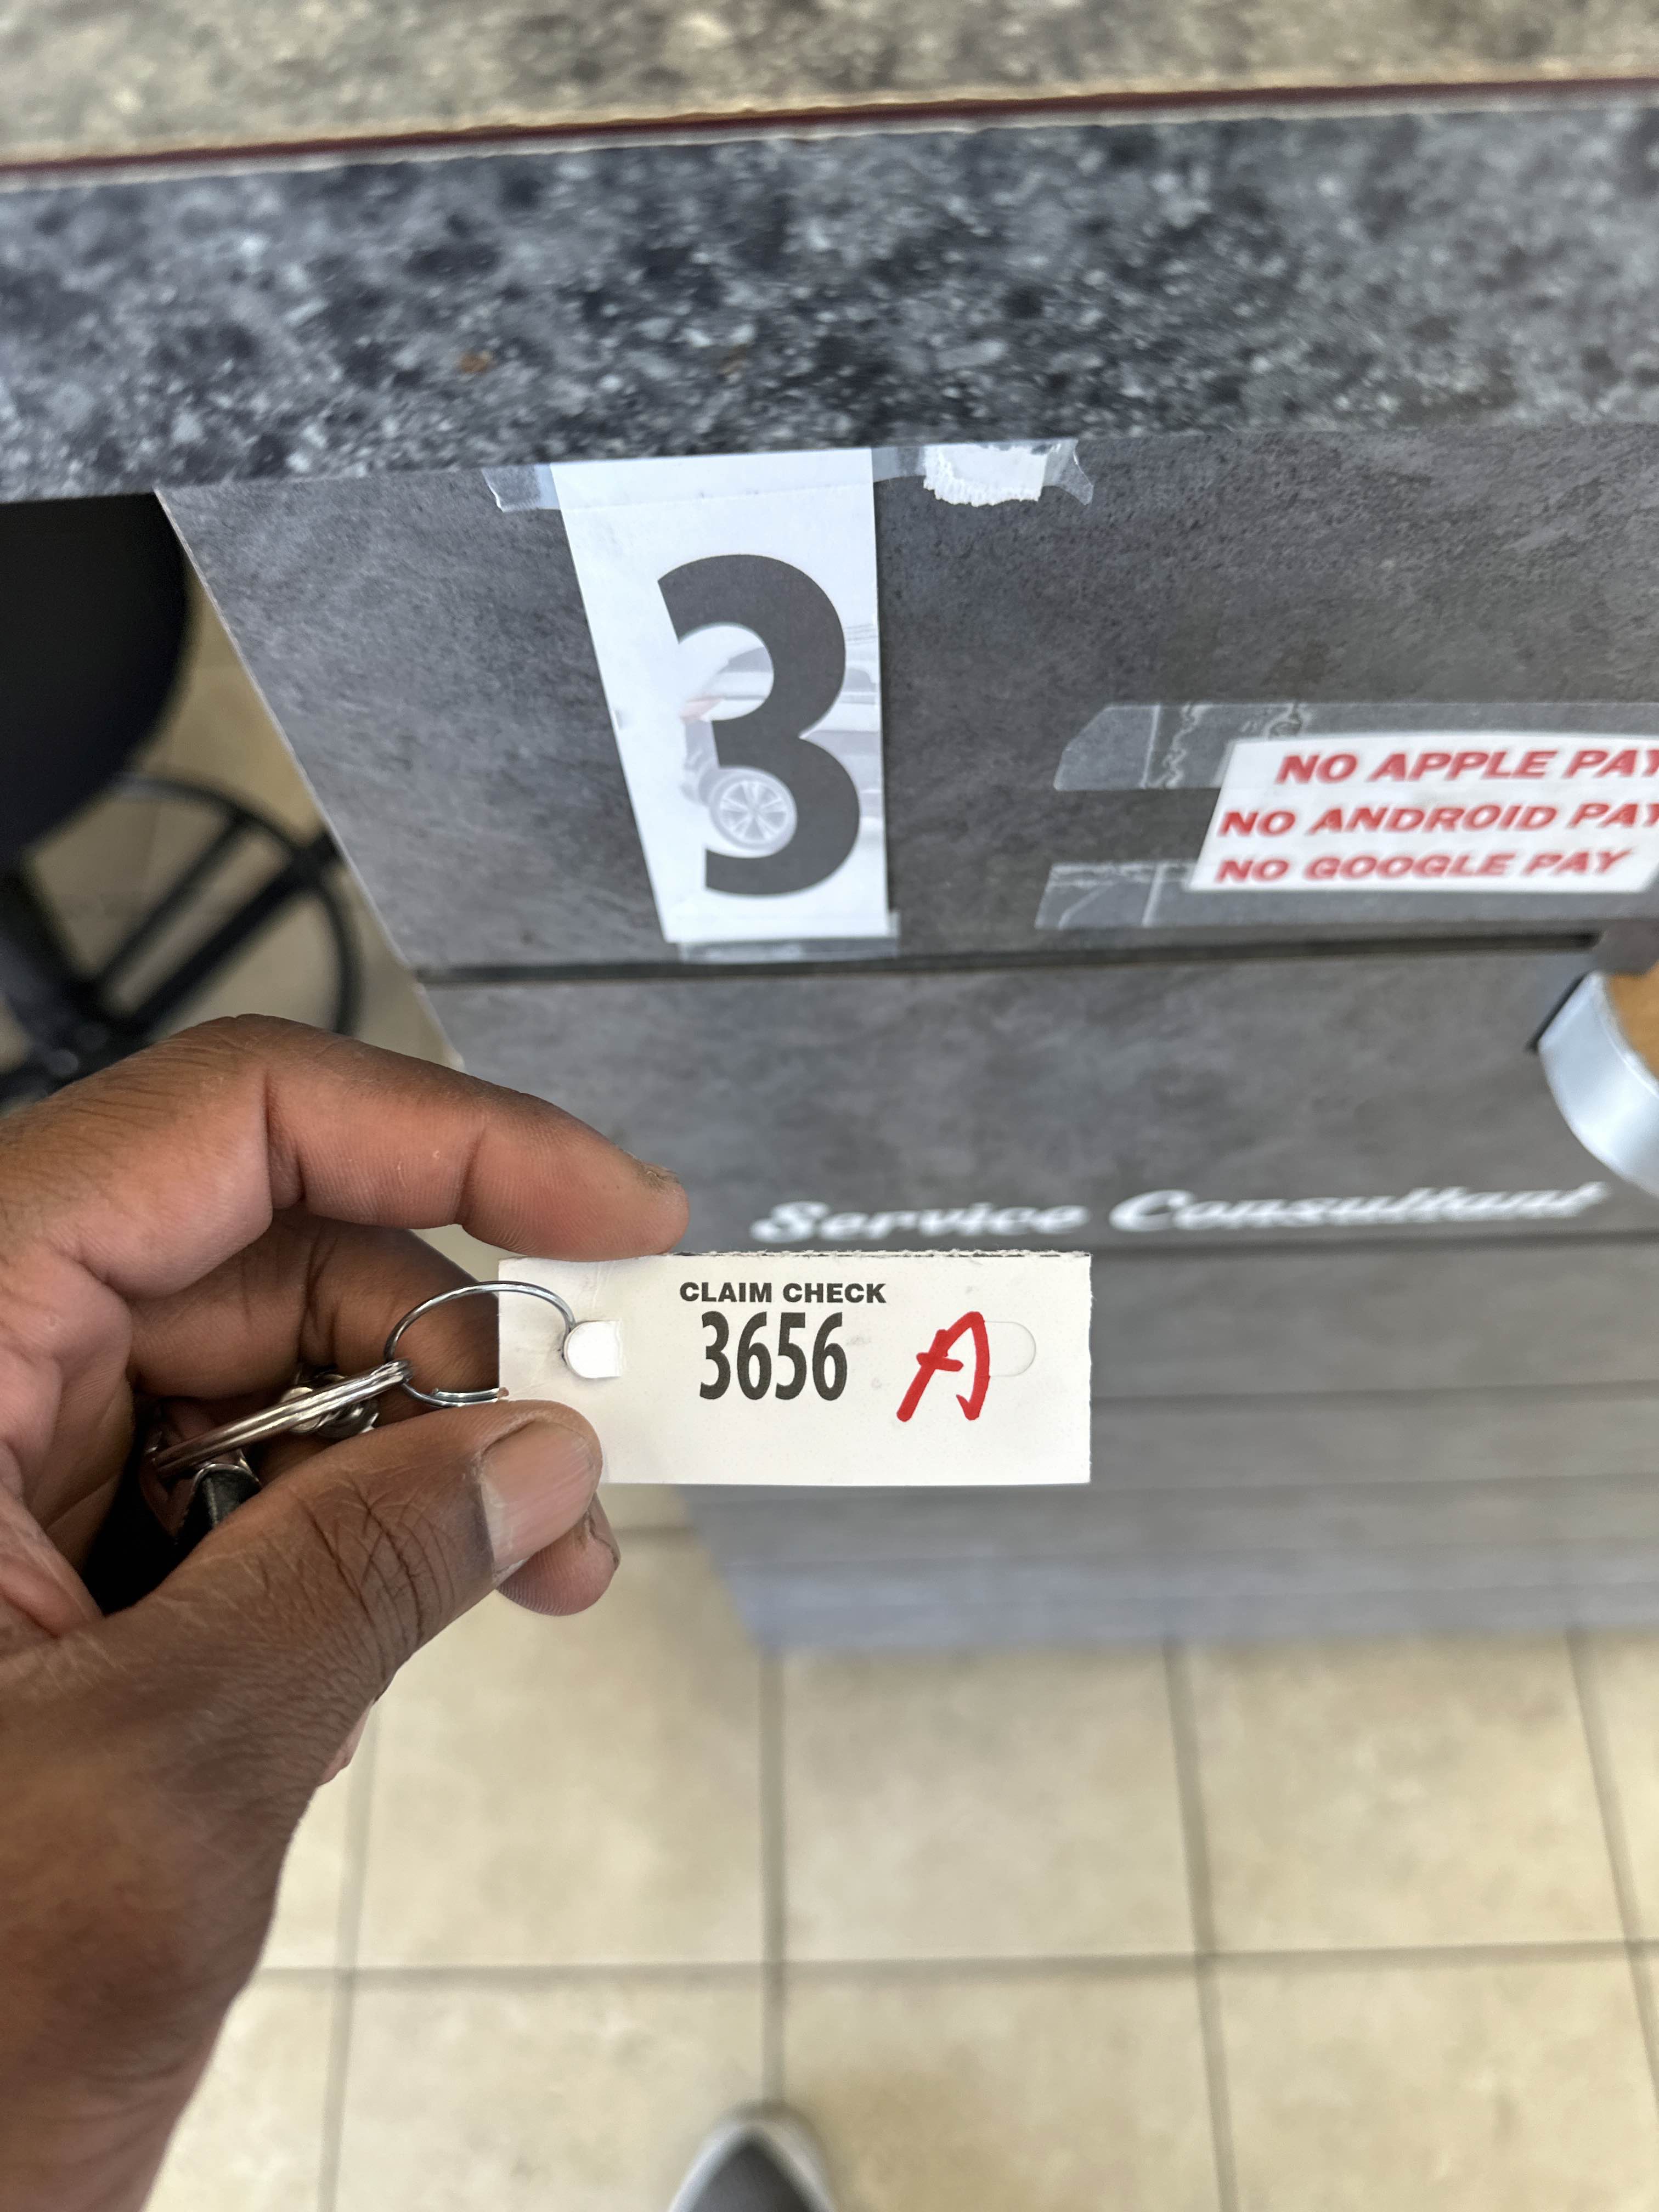 3
NO APPLE PAY
NO ANDROID PAY
NO GOOGLE PAY
Service Consultant
CLAIM CHECK
3656 A